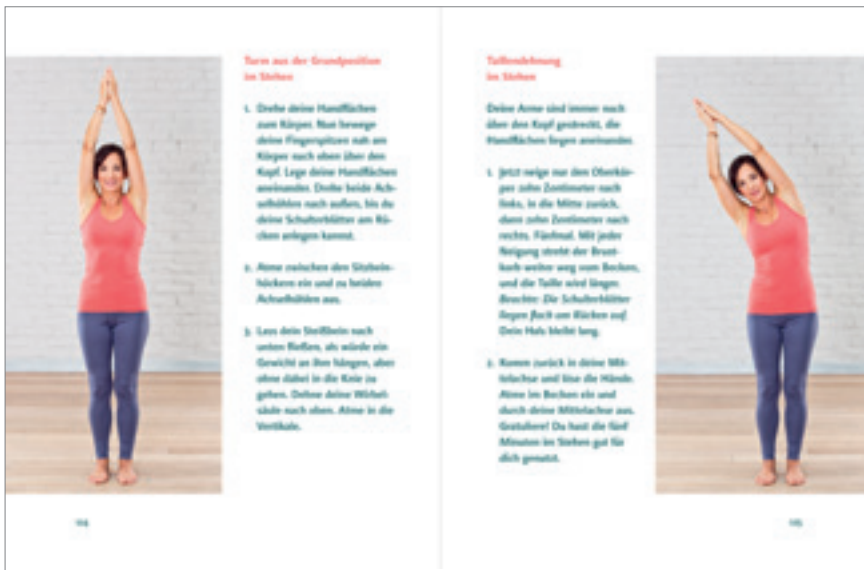 Turm aus der Grundposition
im Stehen
1. Drehe deine Handflächen
zum Körper. Nun bewege
deine Fingerspitzen nah am
Körper nach oben über den
Kopf. Lege deine Handflächen
aneinander. Drehe beide Ach-
selhöhlen nach außen, bis du
deine Schulterblätter am Rü-
cken anlegen kannst.
2. Atme zwischen den Sitzbein-
höckern ein und zu beiden
Achselhöhlen aus.
3. Lass dein Steißbein nach
unten fließen, als würde ein
Gewicht an ihm hängen, aber
ohne dabei in die Knie zu
gehen. Dehne deine Wirbel-
säule nach oben. Atme in die
Vertikale.
114
Taillendehnung
im Stehen
Deine Arme sind immer noch
über den Kopf gestreckt, die
Handflächen liegen aneinander.
1. Jetzt neige nur den Oberkör-
per zehn Zentimeter nach
links, in die Mitte zurück,
dann zehn Zentimeter nach
rechts. Fünfmal. Mit jeder
Neigung strebt der Brust-
korb weiter weg vom Becken,
und die Taille wird länger.
Beachte: Die Schulterblätter
liegen flach am Rücken auf.
Dein Hals bleibt lang.
2. Komm zurück in deine Mit-
telachse und löse die Hände.
Atme im Becken ein und
durch deine Mittelachse aus.
Gratuliere! Du hast die fünf
Minuten im Stehen gut für
dich genutzt.
115